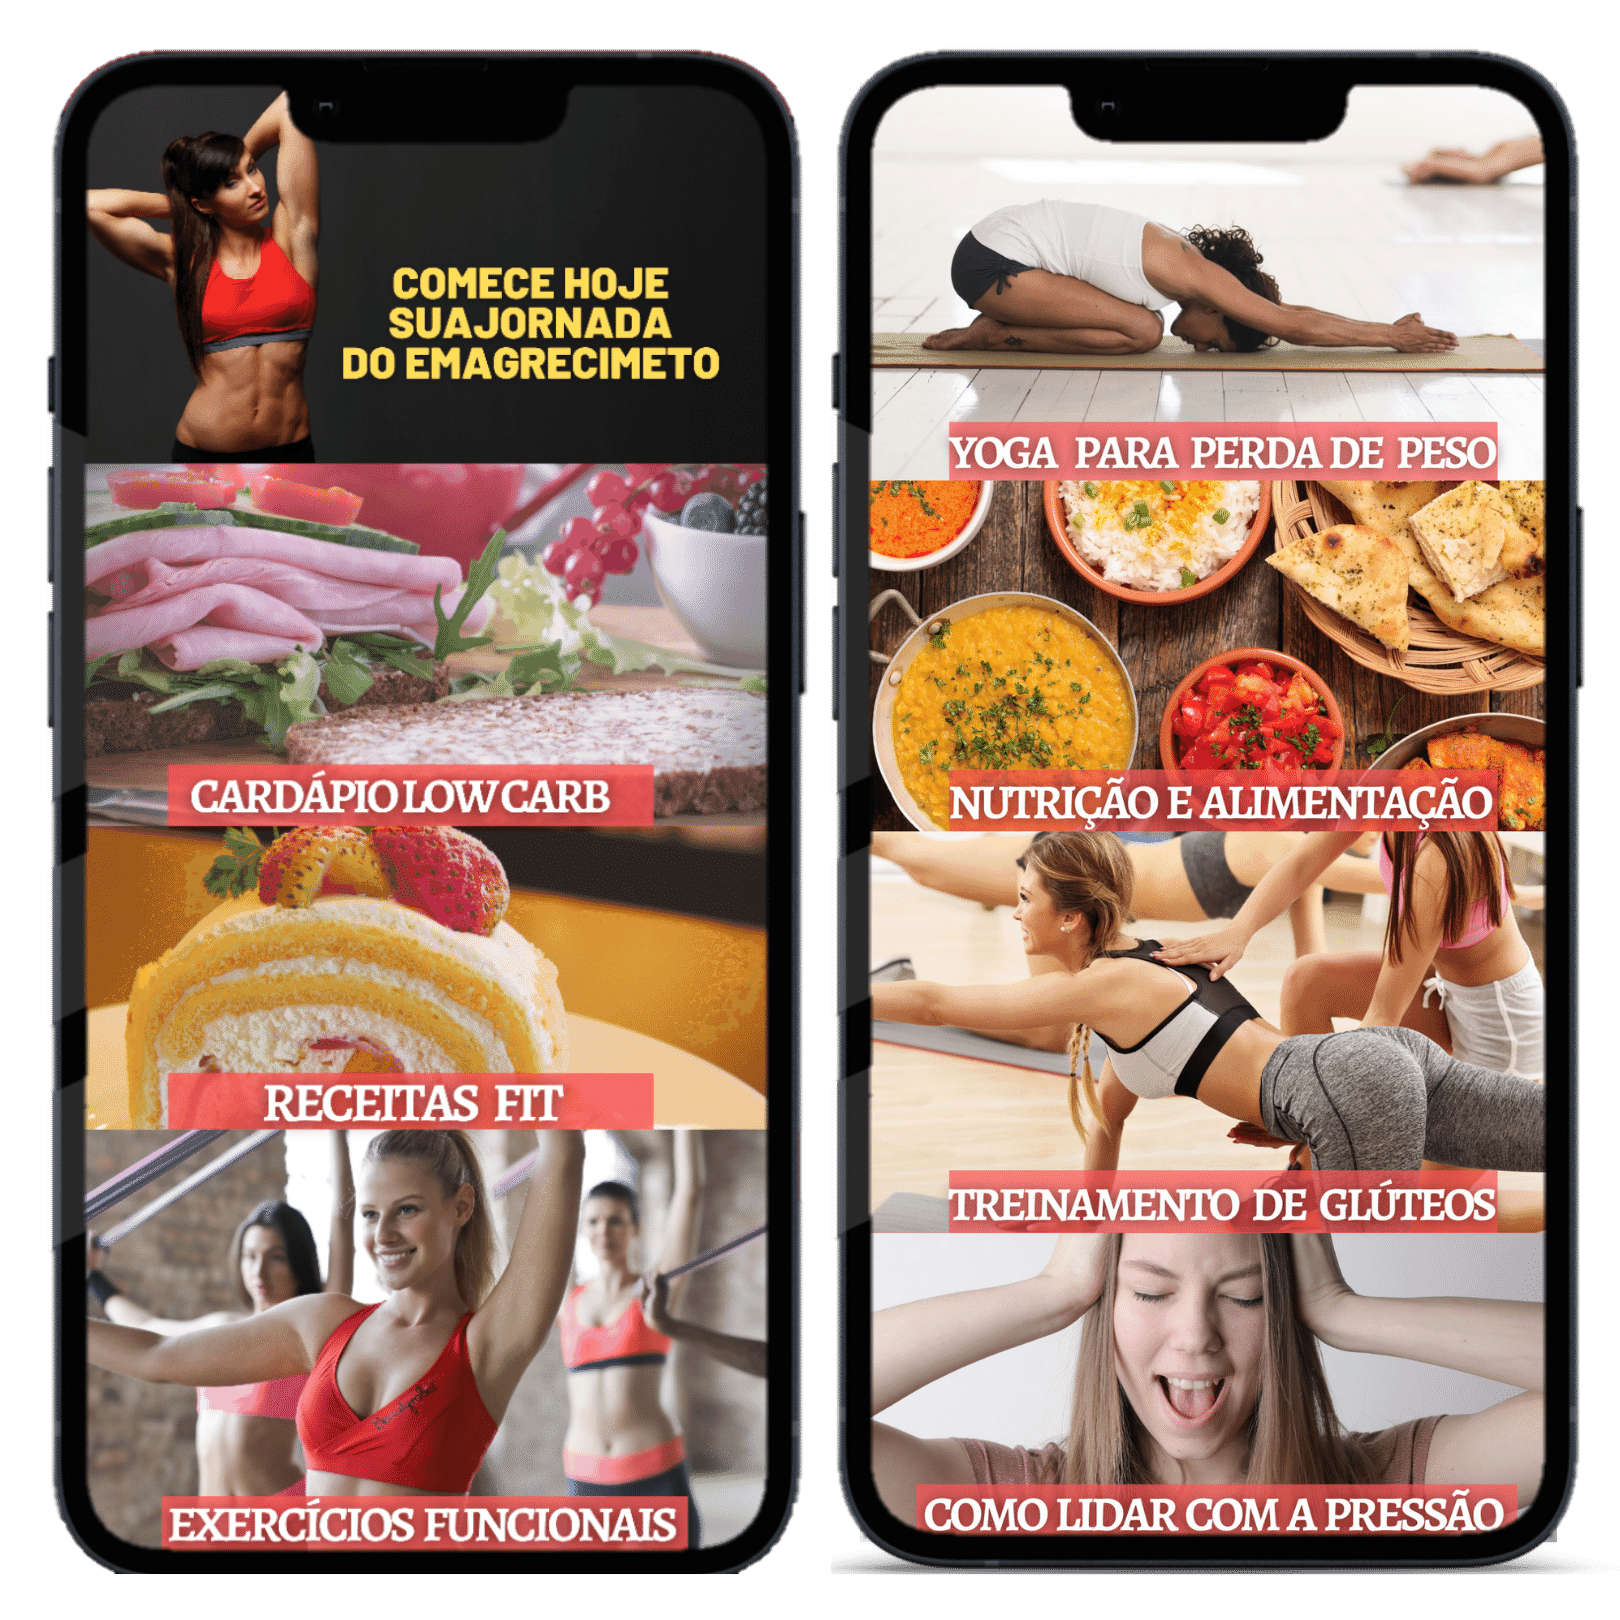 COMECE HOJE
SUAJORNADA
DO EMAGRECIMETO
CARDÁPIO LOW CARB
RECEITAS FIT
EXERCÍCIOS FUNCIONAIS
YOGA PARA PERDA DE PESO
NUTRIÇÃO E ALIMENTAÇÃO
TREINAMENTO DE GLÚTEOS
COMO LIDAR COM A PRESSÃO